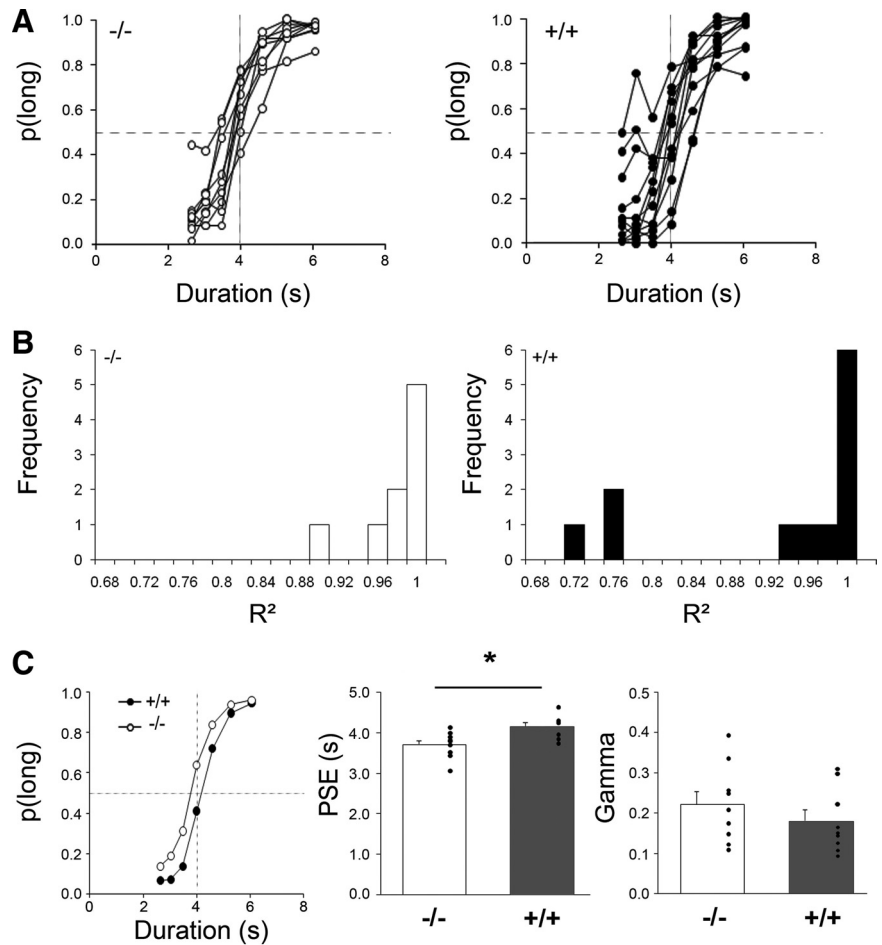 A
-/-
p(long)
1.0
0.8
0.6
0.4
0.2
0.0
0 2 4 6 8
Duration (s)
+/+
p(long)
1.0
0.8
0.6
0.4
0.2
0.0
0 2 4 6 8
Duration (s)
B
-/-
Frequency
6
5
4
3
2
1
0
0.68 0.72 0.76 0.8 0.84 0.88 0.92 0.96 1
R²
+/+
Frequency
6
5
4
3
2
1
0
0.68 0.72 0.76 0.8 0.84 0.88 0.92 0.96 1
R²
C
p(long)
1.0
0.8
0.6
0.4
0.2
0.0
+/+
-/-
0 2 4 6 8
Duration (s)
*
PSE (s)
5.0
4.0
3.0
2.0
1.0
0.0
-/- +/+
Gamma
0.5
0.4
0.3
0.2
0.1
0.0
-/- +/+